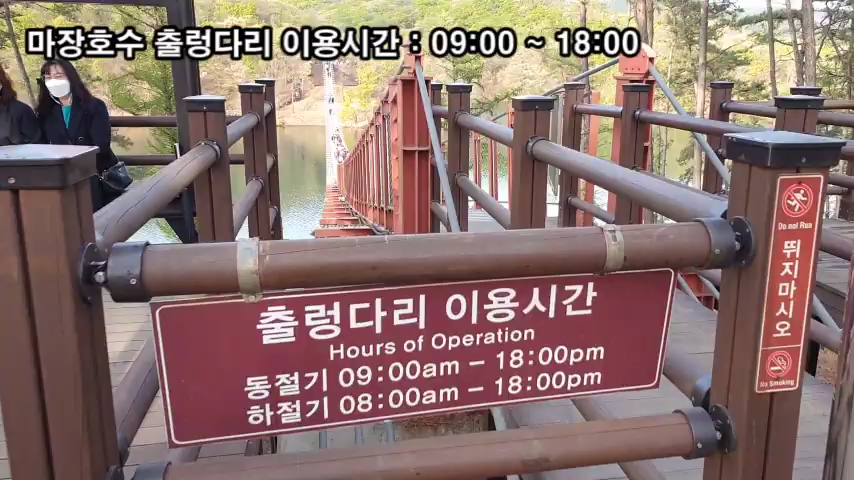 마장호수 출렁다리 이용시간 : 09:00 ~ 18:00
출렁다리 이용시간
Hours of Operation
동절기 09:00am – 18:00pm
하절기 08:00am – 18:00pm
Do not Run
뛰지마시오
No Smoking